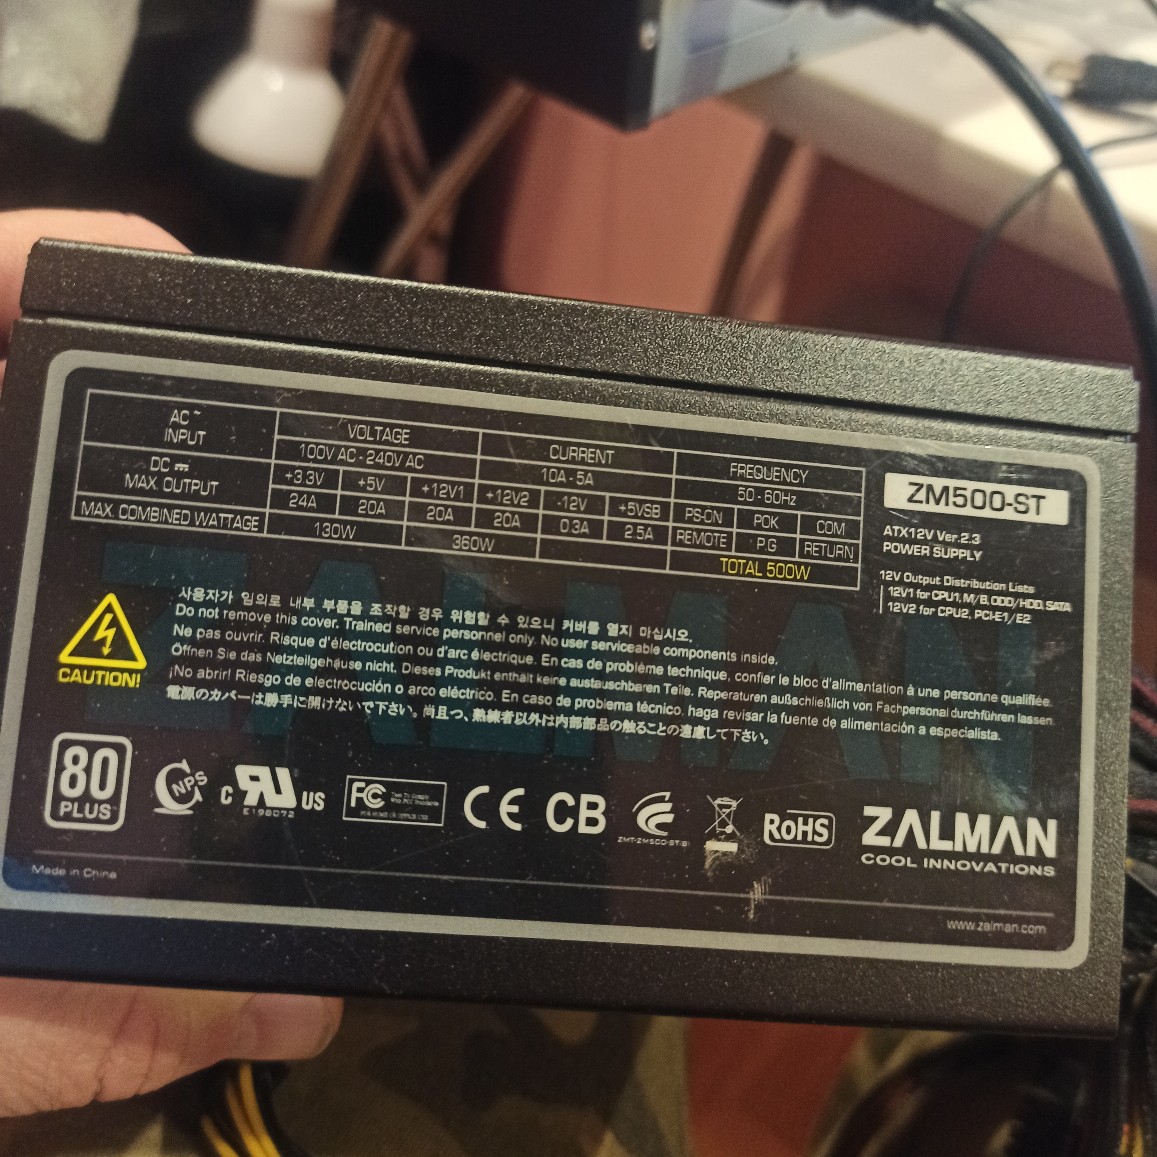 AC ~ INPUT
VOLTAGE
CURRENT
FREQUENCY
100V AC - 240V AC
10A - 5A
50 - 60Hz
DC ⎓ MAX. OUTPUT
+3.3V +5V +12V1 +12V2 -12V +5VSB PS-ON POK COM
24A 20A 20A 20A 0.3A 2.5A REMOTE P.G RETURN
MAX. COMBINED WATTAGE 130W 360W
TOTAL 500W
ZM500-ST
ATX12V Ver.2.3
POWER SUPPLY
12V Output Distribution Lists
12V1 for CPU1, M/B, ODD/HDD, SATA
12V2 for CPU2, PCI-E1/E2
ZALMAN
CAUTION!
사용자가 임의로 내부 부품을 조작할 경우 위험할 수 있으니 커버를 열지 마십시오.
Do not remove this cover. Trained service personnel only. No user serviceable components inside.
Ne pas ouvrir. Risque d'électrocution ou d'arc électrique. En cas de problème technique, confier le bloc d'alimentation à une personne qualifiée.
Öffnen Sie das Netzteilgehäuse nicht. Dieses Produkt enthält keine austauschbaren Teile. Reparaturen außschließlich von Fachpersonal durchführen lassen.
¡No abrir! Riesgo de electrocución o arco eléctrico. En caso de problema técnico, haga revisar la fuente de alimentación a especialista.
電源のカバーは勝手に開けないで下さい。尚且つ、熟練者以外は内部部品の触ることの遠慮して下さい。
80 PLUS
CNPS
c RU US
E198072
FC
CE
CB
RoHS
ZALMAN
COOL INNOVATIONS
Made in China
www.zalman.com